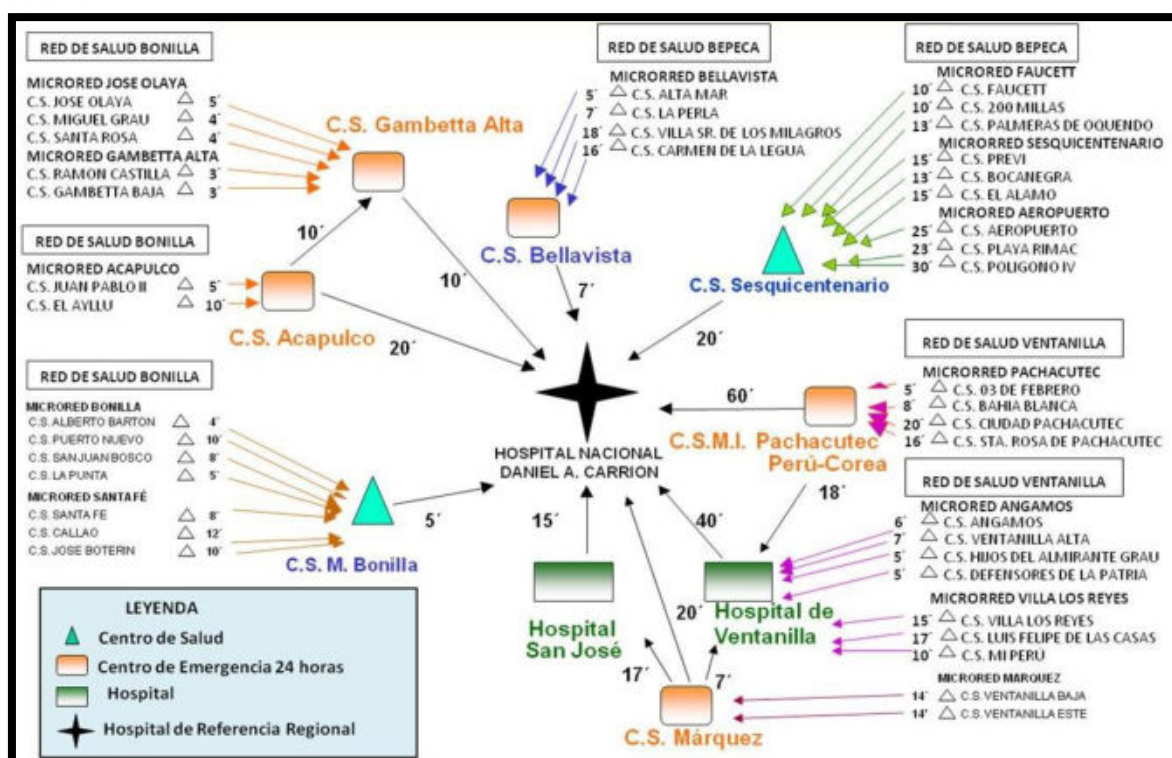 RED DE SALUD BONILLA
MICRORED JOSE OLAYA
C.S. JOSE OLAYA 5´
C.S. MIGUEL GRAU 4´
C.S. SANTA ROSA 4´
MICRORED GAMBETTA ALTA
C.S. RAMON CASTILLA 3´
C.S. GAMBETTA BAJA 3´
C.S. Gambetta Alta
RED DE SALUD BEPECA
MICRORRED BELLAVISTA
5´ C.S. ALTA MAR
7´ C.S. LA PERLA
18´ C.S. VILLA SR. DE LOS MILAGROS
16´ C.S. CARMEN DE LA LEGUA
C.S. Bellavista
7´
RED DE SALUD BEPECA
MICRORED FAUCETT
10´ C.S. FAUCETT
10´ C.S. 200 MILLAS
13´ C.S. PALMERAS DE OQUENDO
MICRORRED SESQUICENTENARIO
15´ C.S. PREVI
13´ C.S. BOCANEGRA
15´ C.S. EL ALAMO
MICRORED AEROPUERTO
25´ C.S. AEROPUERTO
23´ C.S. PLAYA RIMAC
30´ C.S. POLIGONO IV
C.S. Sesquicentenario
20´
RED DE SALUD BONILLA
MICRORED ACAPULCO
C.S. JUAN PABLO II 5´
C.S. EL AYLLU 10´
C.S. Acapulco
10´
10´
20´
RED DE SALUD BONILLA
MICRORED BONILLA
C.S. ALBERTO BARTON 4´
C.S. PUERTO NUEVO 10´
C.S. SAN JUAN BOSCO 8´
C.S. LA PUNTA 5´
MICRORED SANTA FÉ
C.S. SANTA FE 8´
C.S. CALLAO 12´
C.S. JOSE BOTERIN 10´
C.S. M. Bonilla
5´
HOSPITAL NACIONAL
DANIEL A. CARRION
RED DE SALUD VENTANILLA
MICRORRED PACHACUTEC
5´ C.S. 03 DE FEBRERO
8´ C.S. BAHIA BLANCA
20´ C.S. CIUDAD PACHACUTEC
16´ C.S. STA. ROSA DE PACHACUTEC
60´
C.S.M.I. Pachacutec
Perú-Corea
18´
RED DE SALUD VENTANILLA
MICRORED ANGAMOS
6´ C.S. ANGAMOS
7´ C.S. VENTANILLA ALTA
5´ C.S. HIJOS DEL ALMIRANTE GRAU
5´ C.S. DEFENSORES DE LA PATRIA
MICRORRED VILLA LOS REYES
15´ C.S. VILLA LOS REYES
17´ C.S. LUIS FELIPE DE LAS CASAS
10´ C.S. MI PERÚ
MICRORED MARQUEZ
14´ C.S. VENTANILLA BAJA
14' C.S. VENTANILLA ESTE
15´
40´
Hospital
San José
Hospital de
Ventanilla
20´
17´
7´
C.S. Márquez
LEYENDA
Centro de Salud
Centro de Emergencia 24 horas
Hospital
Hospital de Referencia Regional